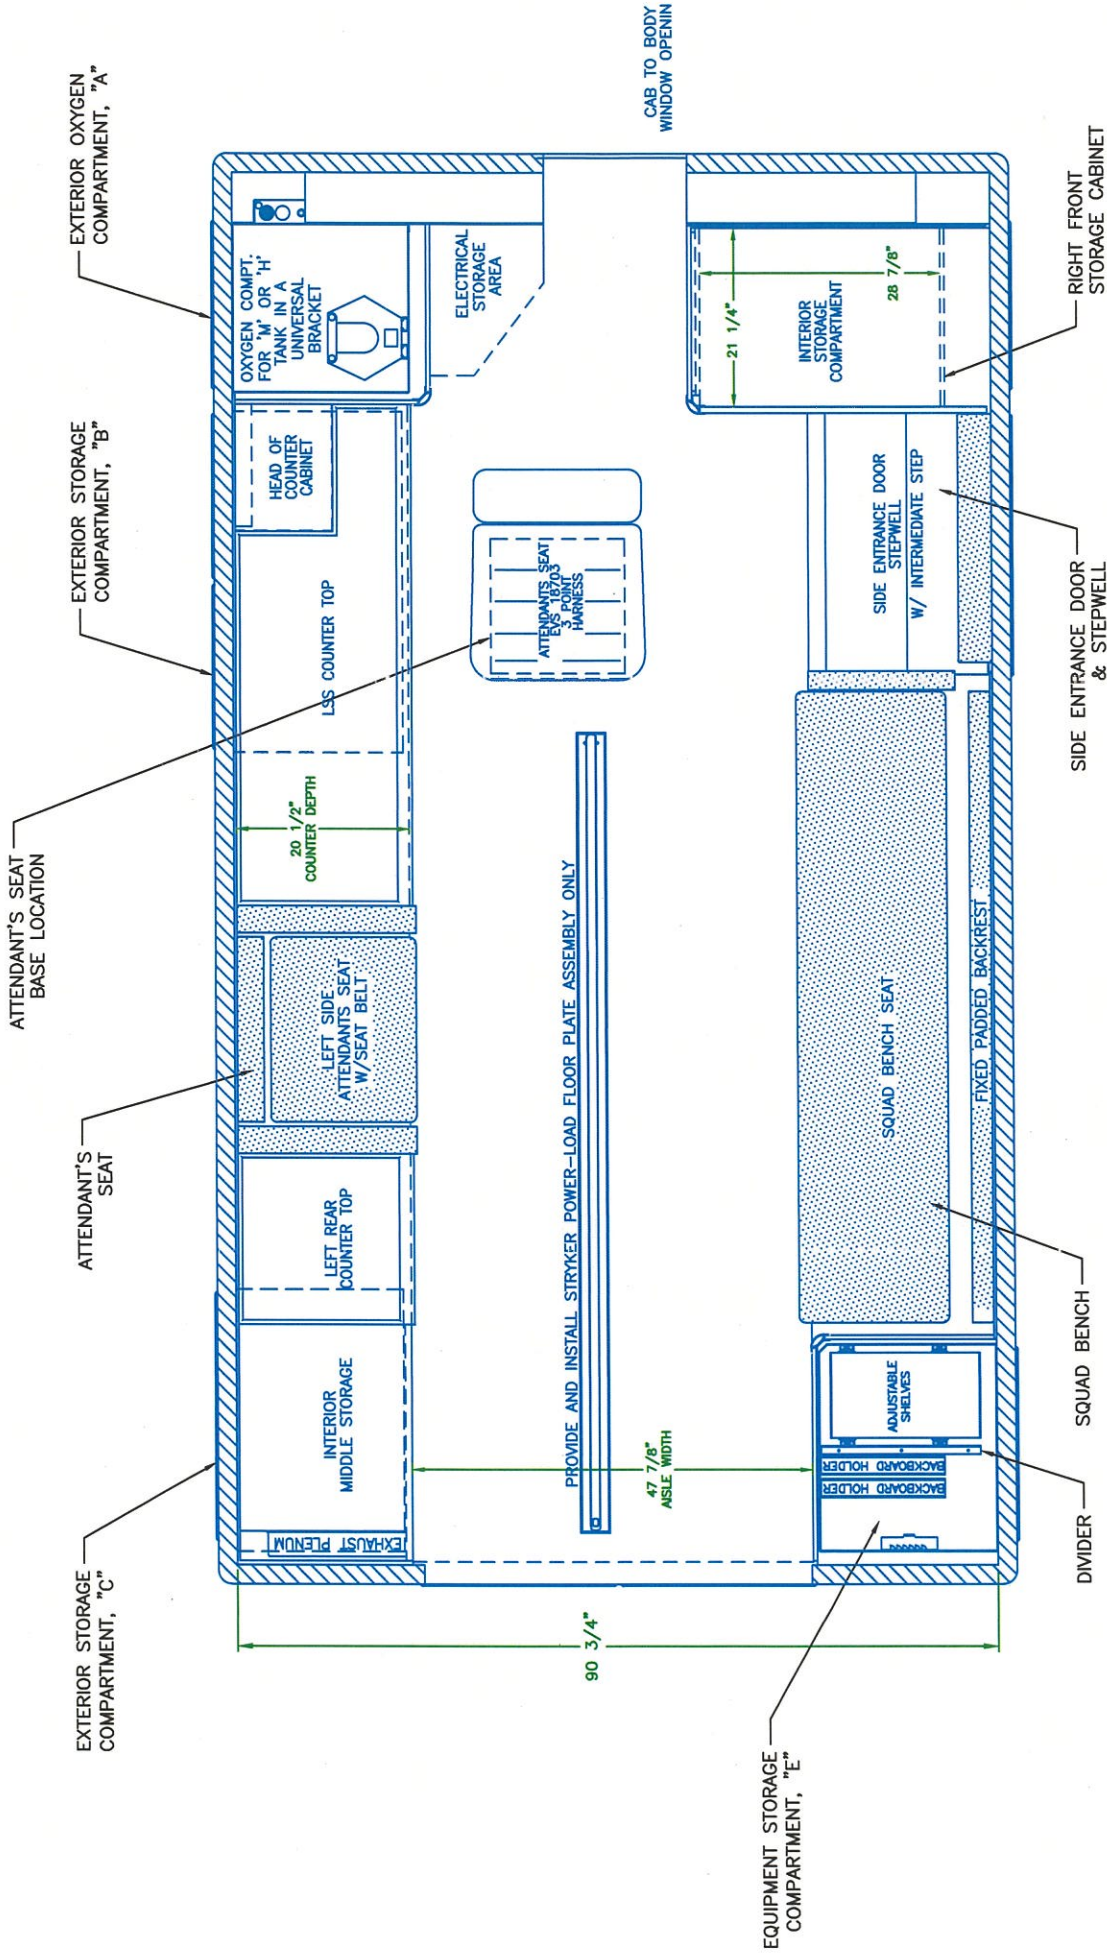 EXTERIOR STORAGE
COMPARTMENT, "C"
ATTENDANT'S
SEAT
ATTENDANT'S SEAT
BASE LOCATION
EXTERIOR STORAGE
COMPARTMENT, "B"
EXTERIOR OXYGEN
COMPARTMENT, "A"
EXHAUST PLENUM
INTERIOR
MIDDLE STORAGE
LEFT REAR
COUNTER TOP
LEFT SIDE
ATTENDANTS SEAT
W/SEAT BELT
20 1/2"
COUNTER DEPTH
LSS COUNTER TOP
HEAD OF
COUNTER
CABINET
OXYGEN COMPT.
FOR 'M' OR 'H'
TANK IN A
UNIVERSAL
BRACKET
ELECTRICAL
STORAGE
AREA
ATTENDANTS SEAT
EVS 18703
3 POINT
HARNESS
PROVIDE AND INSTALL STRYKER POWER-LOAD FLOOR PLATE ASSEMBLY ONLY
90 3/4"
47 7/8"
AISLE WIDTH
CAB TO BODY
WINDOW OPENIN
BACKBOARD HOLDER
BACKBOARD HOLDER
ADJUSTABLE
SHELVES
SQUAD BENCH SEAT
FIXED PADDED BACKREST
SIDE ENTRANCE DOOR
STEPWELL
W/ INTERMEDIATE STEP
21 1/4"
INTERIOR
STORAGE
COMPARTMENT
28 7/8"
EQUIPMENT STORAGE
COMPARTMENT, "E"
DIVIDER
SQUAD BENCH
SIDE ENTRANCE DOOR
& STEPWELL
RIGHT FRONT
STORAGE CABINET